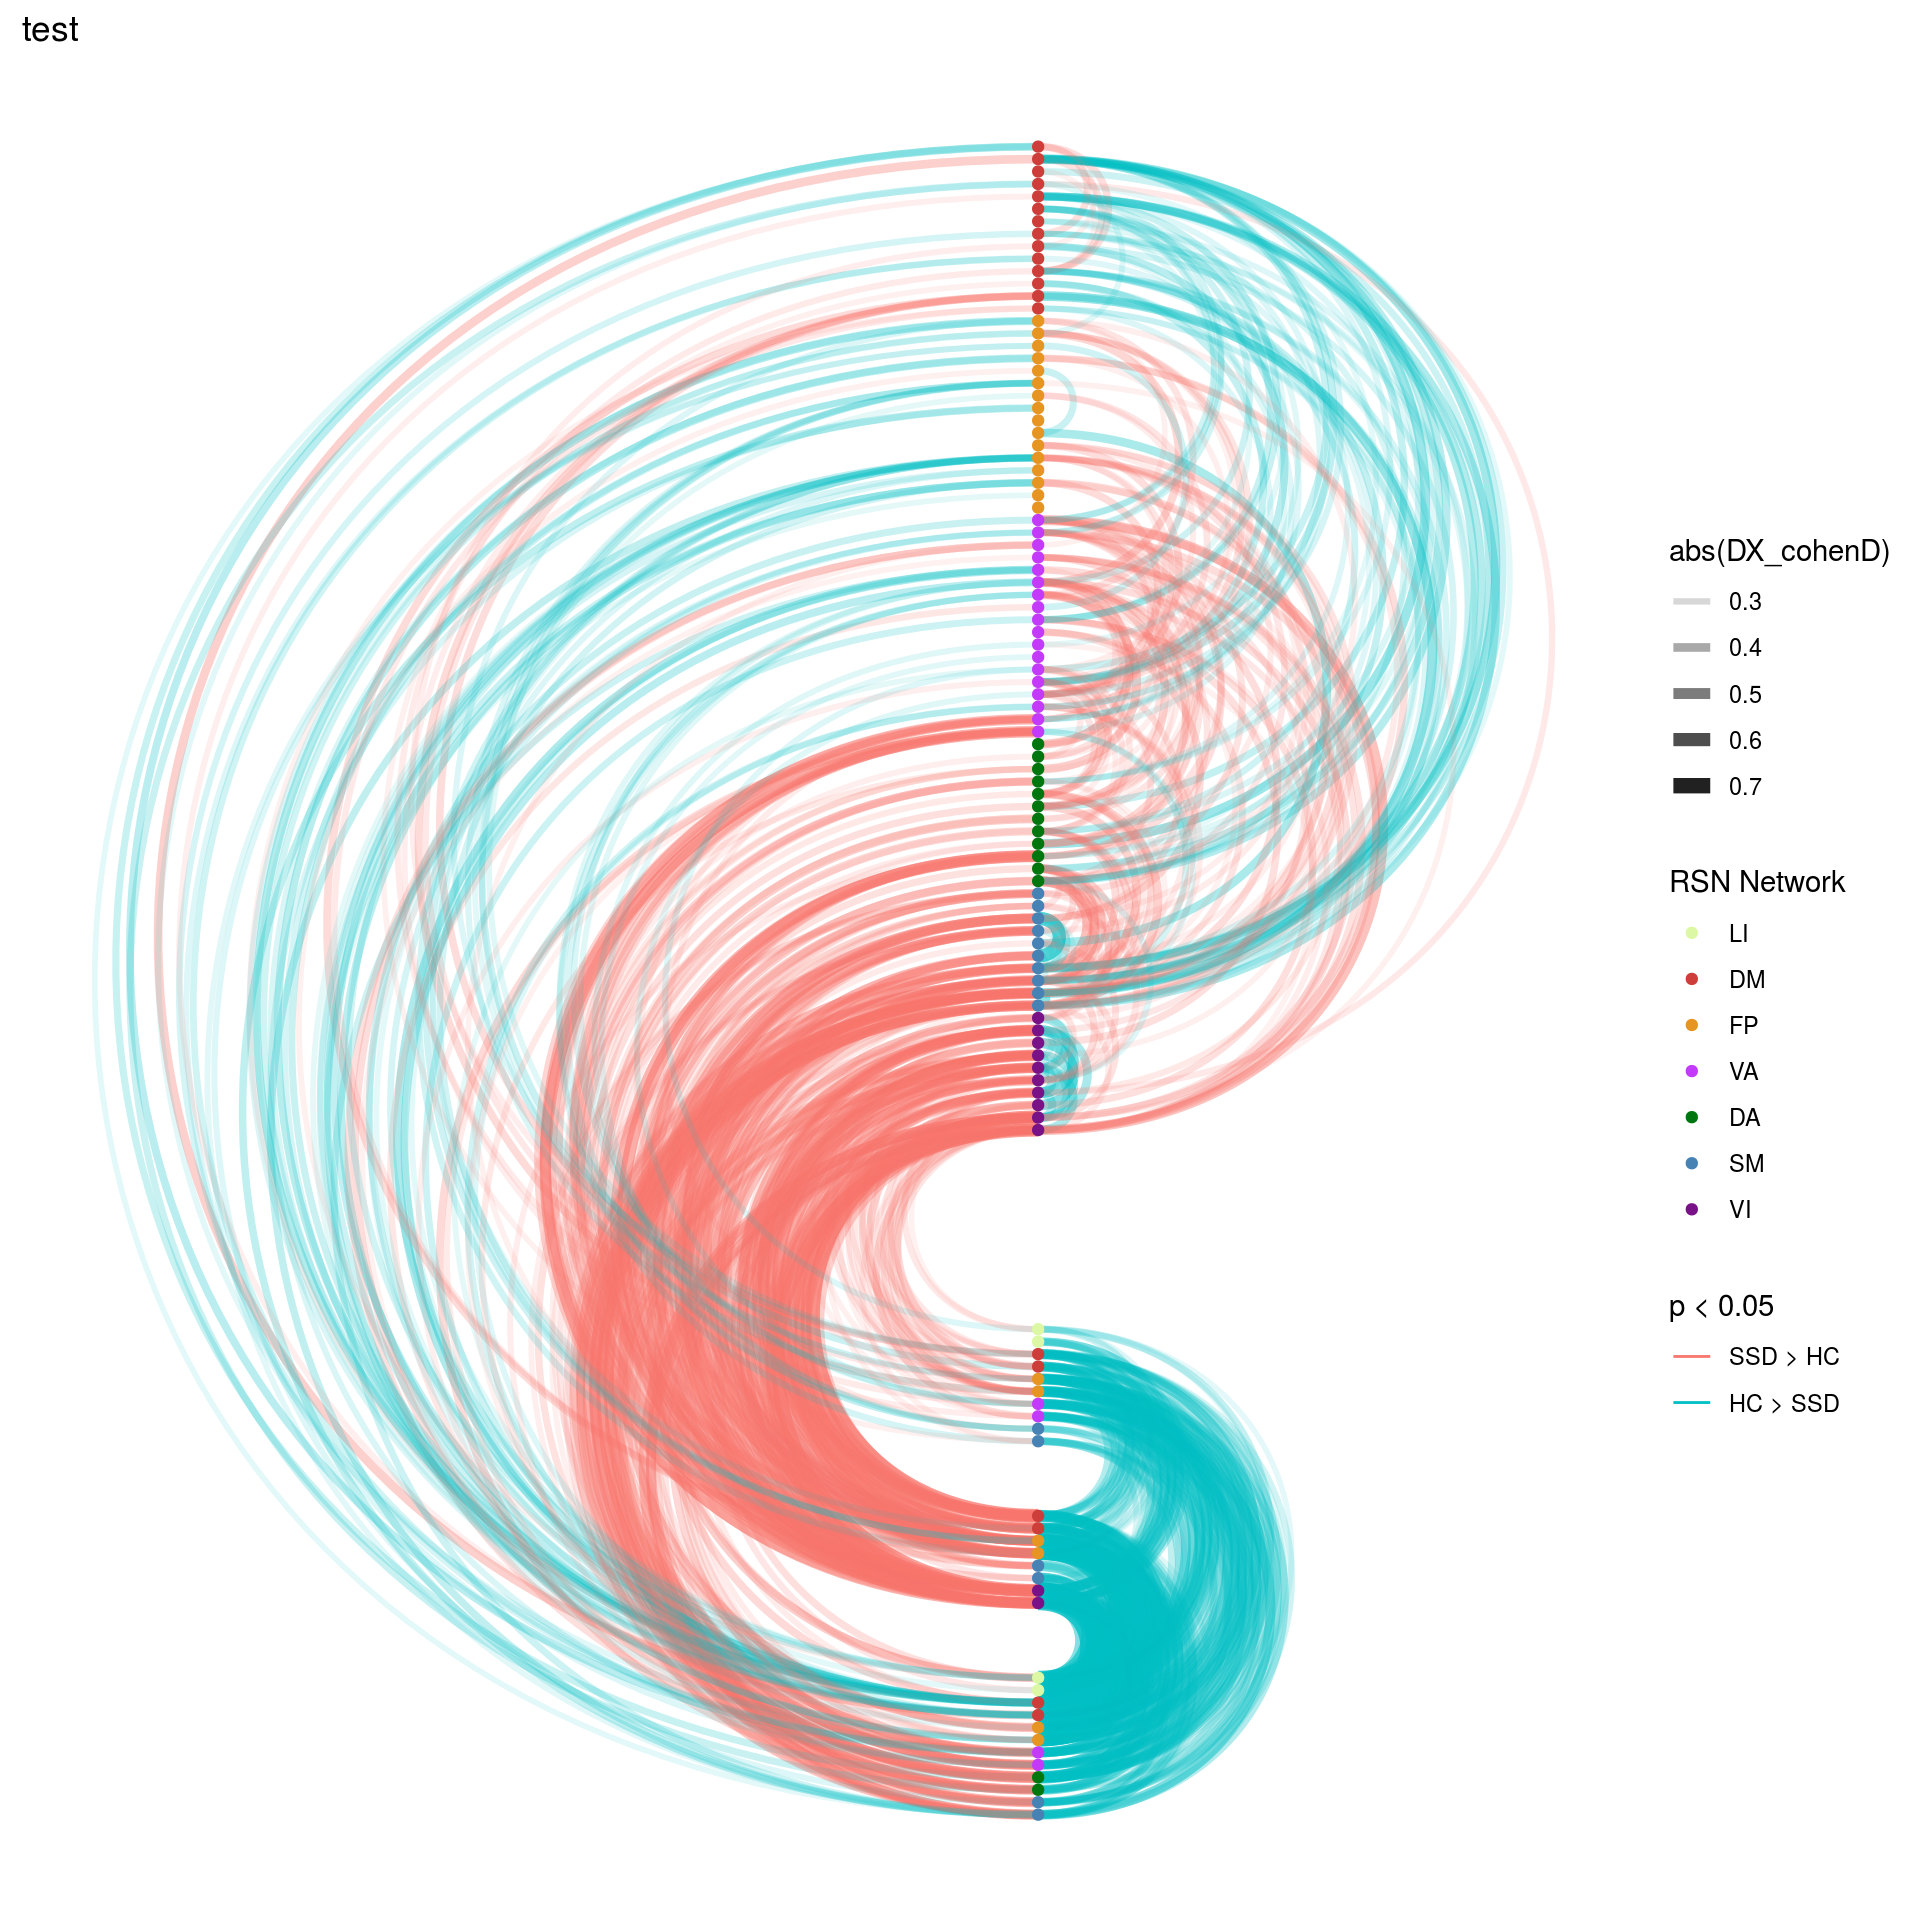 test
abs(DX_cohenD)
0.3
0.4
0.5
0.6
0.7
RSN Network
LI
DM
FP
VA
DA
SM
VI
p < 0.05
SSD > HC
HC > SSD